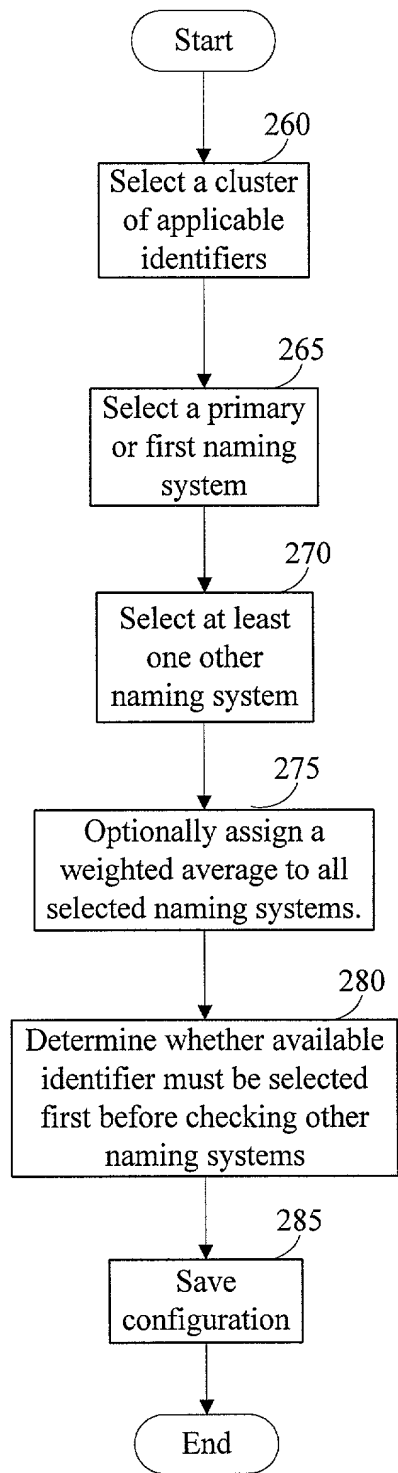 Start
260
Select a cluster
of applicable
identifiers
265
Select a primary
or first naming
system
270
Select at least
one other
naming system
275
Optionally assign a
weighted average to all
selected naming systems.
280
Determine whether available
identifier must be selected
first before checking other
naming systems
285
Save
configuration
End